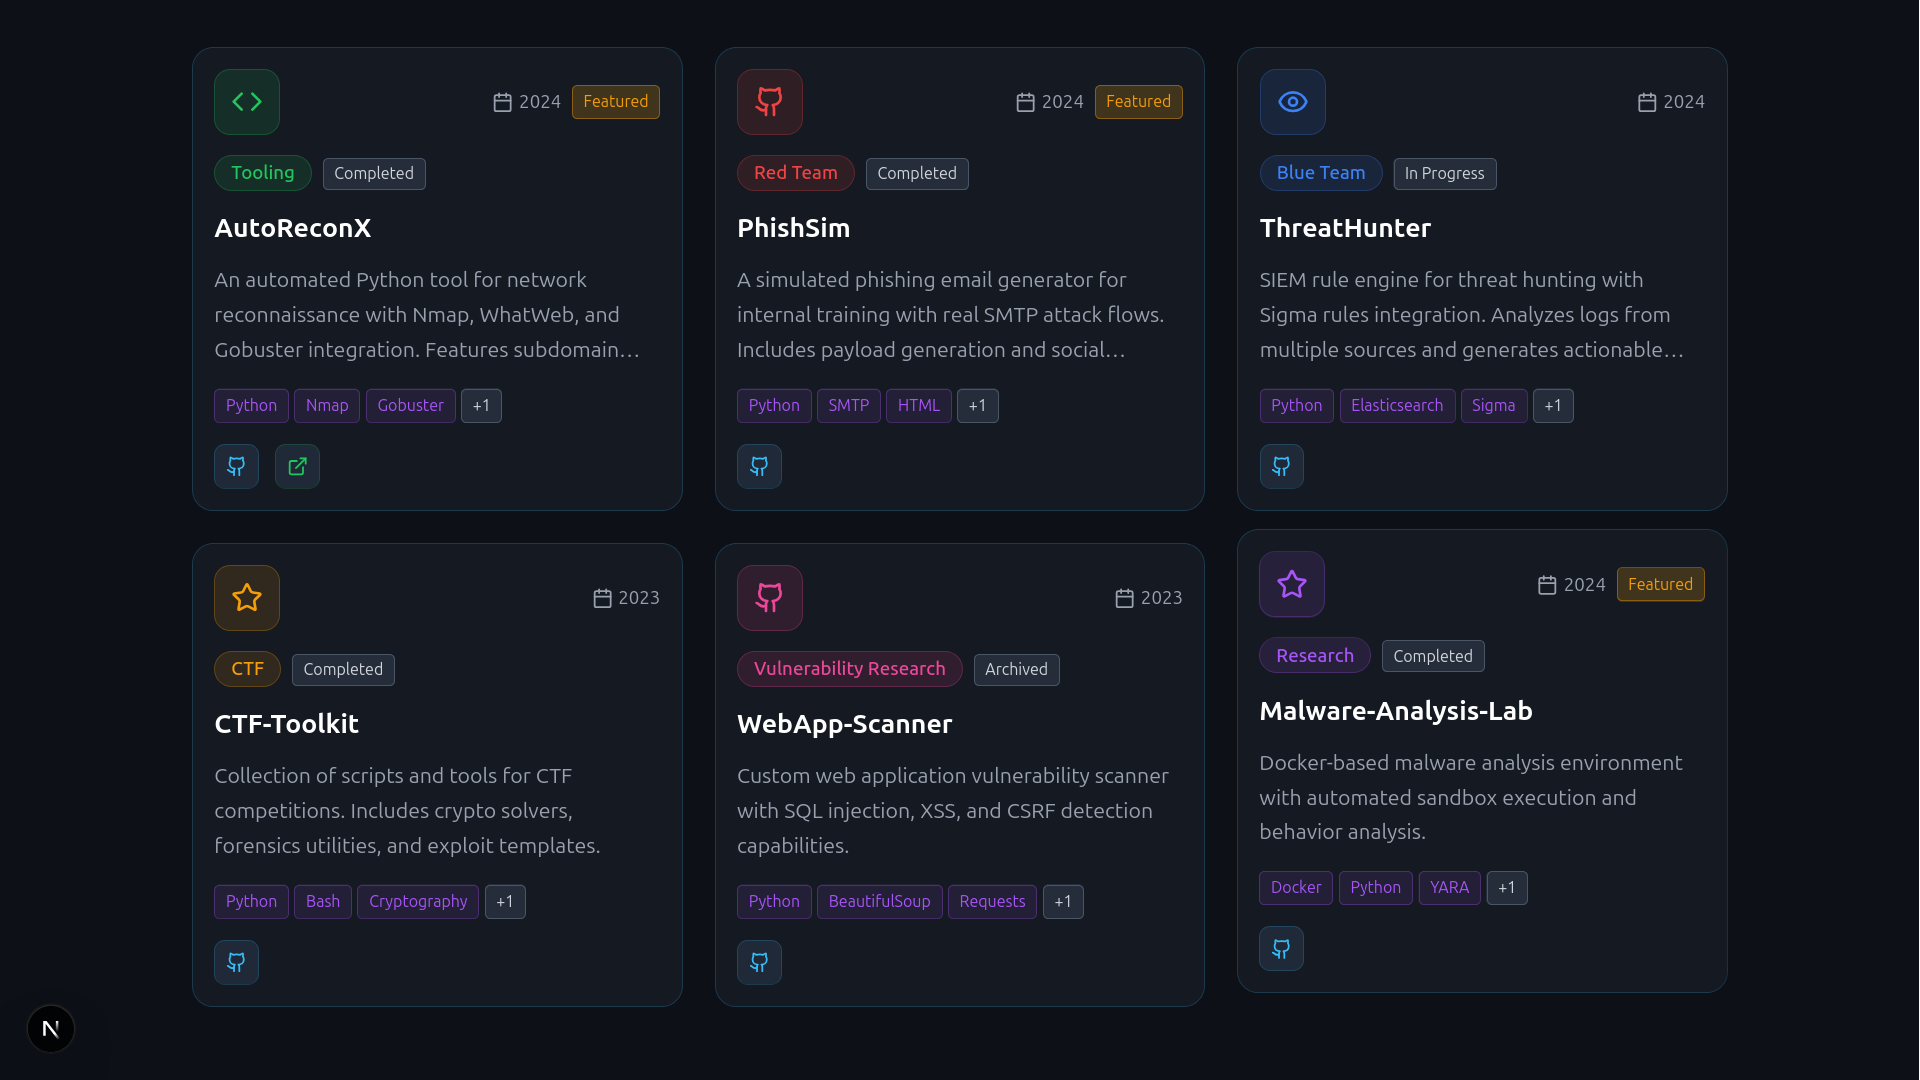 2024 Featured
Tooling Completed
AutoReconX
An automated Python tool for network
reconnaissance with Nmap, WhatWeb, and
Gobuster integration. Features subdomain…
Python Nmap Gobuster +1
2024 Featured
Red Team Completed
PhishSim
A simulated phishing email generator for
internal training with real SMTP attack flows.
Includes payload generation and social…
Python SMTP HTML +1
2024
Blue Team In Progress
ThreatHunter
SIEM rule engine for threat hunting with
Sigma rules integration. Analyzes logs from
multiple sources and generates actionable…
Python Elasticsearch Sigma +1
2023
CTF Completed
CTF-Toolkit
Collection of scripts and tools for CTF
competitions. Includes crypto solvers,
forensics utilities, and exploit templates.
Python Bash Cryptography +1
2023
Vulnerability Research Archived
WebApp-Scanner
Custom web application vulnerability scanner
with SQL injection, XSS, and CSRF detection
capabilities.
Python BeautifulSoup Requests +1
2024 Featured
Research Completed
Malware-Analysis-Lab
Docker-based malware analysis environment
with automated sandbox execution and
behavior analysis.
Docker Python YARA +1
N